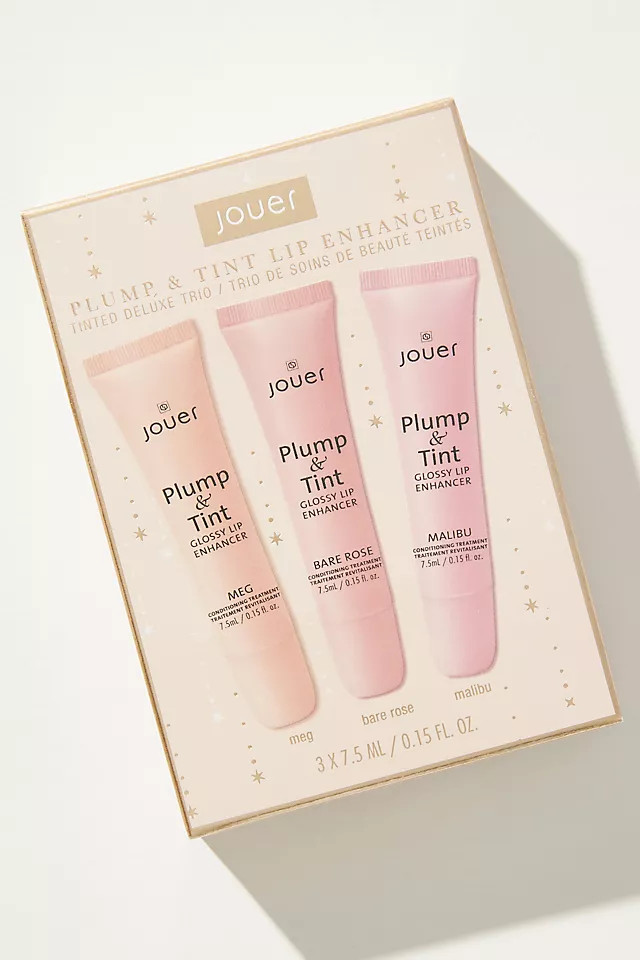 jouer
PLUMP & TINT LIP ENHANCER
TINTED DELUXE TRIO / TRIO DE SOINS DE BEAUTÉ TEINTÉS
jouer
Plump
&
Tint
GLOSSY LIP
ENHANCER
MEG
CONDITIONING TREATMENT
TRAITEMENT REVITALISANT
7.5mL / 0.15 fl. oz.
jouer
Plump
&
Tint
GLOSSY LIP
ENHANCER
BARE ROSE
CONDITIONING TREATMENT
TRAITEMENT REVITALISANT
7.5mL / 0.15 fl. oz.
jouer
Plump
&
Tint
GLOSSY LIP
ENHANCER
MALIBU
CONDITIONING TREATMENT
TRAITEMENT REVITALISANT
7.5mL / 0.15 fl. oz.
meg
bare rose
malibu
3 X 7.5 ML / 0.15 FL. OZ.